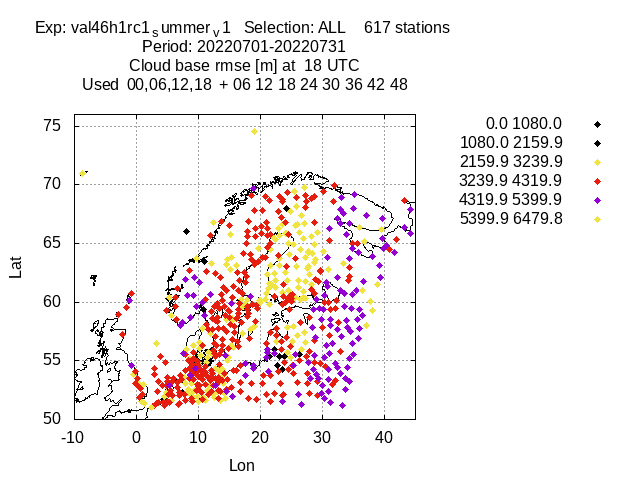 Exp: val46h1rc1summerv1 Selection: ALL 617 stations
Period: 20220701-20220731
Cloud base rmse [m] at 18 UTC
Used 00,06,12,18 + 06 12 18 24 30 36 42 48
0.0 1080.0
1080.0 2159.9
2159.9 3239.9
3239.9 4319.9
4319.9 5399.9
5399.9 6479.8
75
70
65
60
55
50
Lat
-10 0 10 20 30 40
Lon